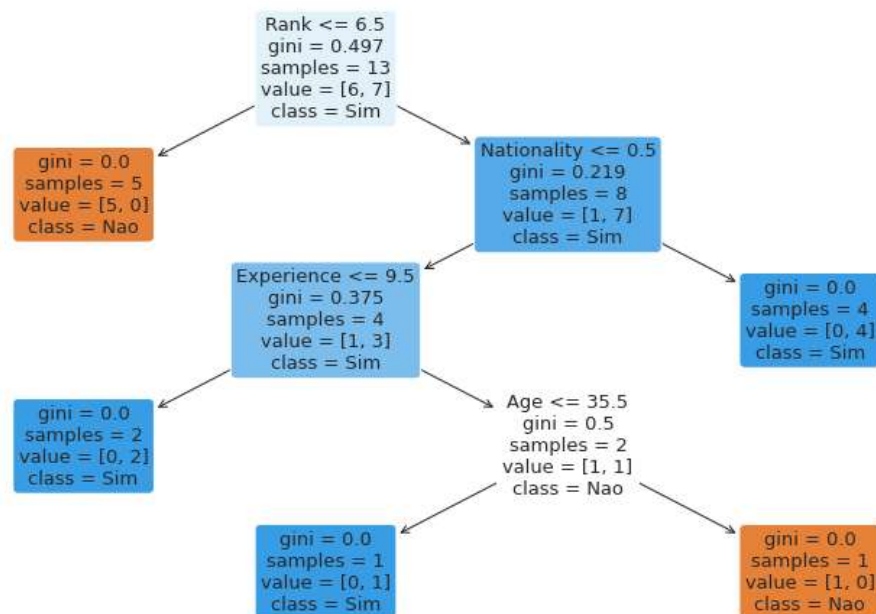 Rank <= 6.5
gini = 0.497
samples = 13
value = [6, 7]
class = Sim
gini = 0.0
samples = 5
value = [5, 0]
class = Nao
Nationality <= 0.5
gini = 0.219
samples = 8
value = [1, 7]
class = Sim
Experience <= 9.5
gini = 0.375
samples = 4
value = [1, 3]
class = Sim
gini = 0.0
samples = 4
value = [0, 4]
class = Sim
gini = 0.0
samples = 2
value = [0, 2]
class = Sim
Age <= 35.5
gini = 0.5
samples = 2
value = [1, 1]
class = Nao
gini = 0.0
samples = 1
value = [0, 1]
class = Sim
gini = 0.0
samples = 1
value = [1, 0]
class = Nao